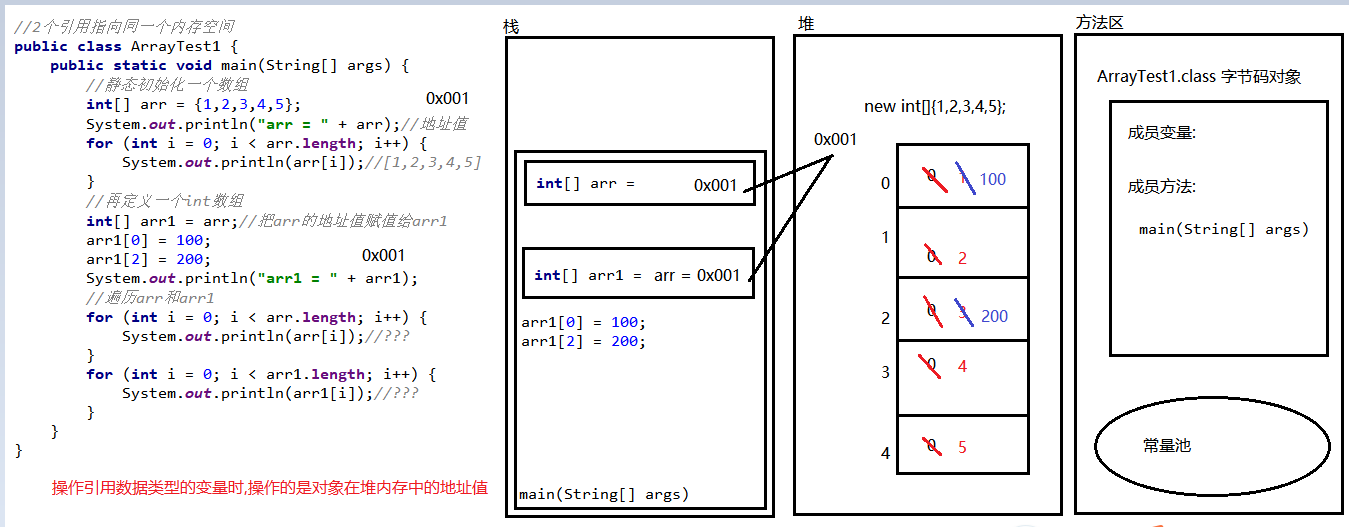 //2个引用指向同一个内存空间
public class ArrayTest1 {
public static void main(String[] args) {
//静态初始化一个数组
int[] arr = {1,2,3,4,5};
0x001
System.out.println("arr = " + arr);//地址值
for (int i = 0; i < arr.length; i++) {
System.out.println(arr[i]);//[1,2,3,4,5]
}
//再定义一个int数组
int[] arr1 = arr;//把arr的地址值赋值给arr1
arr1[0] = 100;
arr1[2] = 200;
0x001
System.out.println("arr1 = " + arr1);
//遍历arr和arr1
for (int i = 0; i < arr.length; i++) {
System.out.println(arr[i]);//???
}
for (int i = 0; i < arr1.length; i++) {
System.out.println(arr1[i]);//???
}
}
}
操作引用数据类型的变量时,操作的是对象在堆内存中的地址值
栈
int[] arr = 0x001
int[] arr1 = arr = 0x001
arr1[0] = 100;
arr1[2] = 200;
main(String[] args)
堆
new int[]{1,2,3,4,5};
0x001
0 0 1 100
1 0 2
2 0 3 200
3 0 4
4 0 5
方法区
ArrayTest1.class 字节码对象
成员变量:
成员方法:
main(String[] args)
常量池